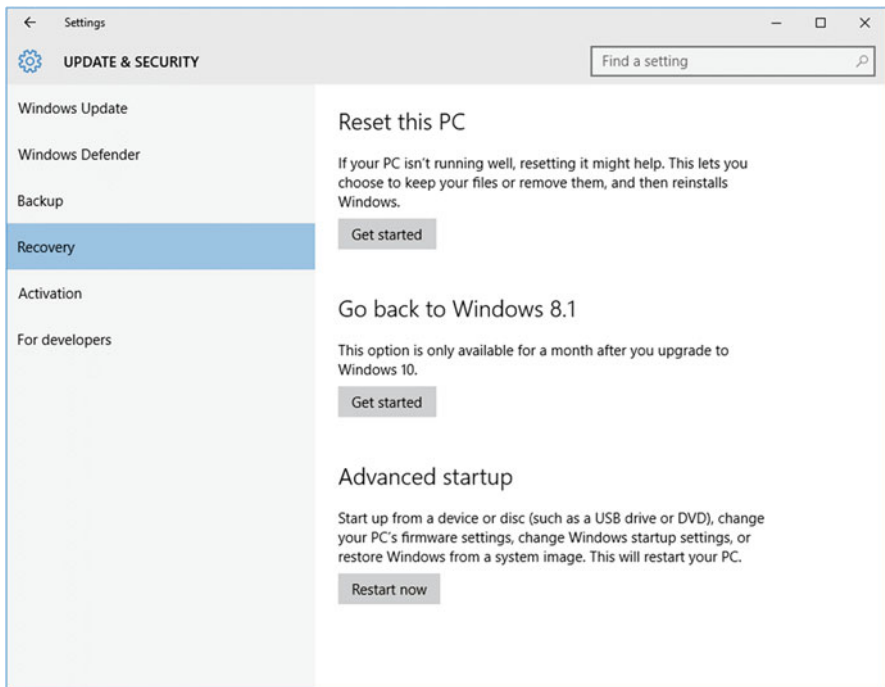 Settings
UPDATE & SECURITY
Find a setting
Windows Update
Windows Defender
Backup
Recovery
Activation
For developers
Reset this PC
If your PC isn't running well, resetting it might help. This lets you
choose to keep your files or remove them, and then reinstalls
Windows.
Get started
Go back to Windows 8.1
This option is only available for a month after you upgrade to
Windows 10.
Get started
Advanced startup
Start up from a device or disc (such as a USB drive or DVD), change
your PC's firmware settings, change Windows startup settings, or
restore Windows from a system image. This will restart your PC.
Restart now